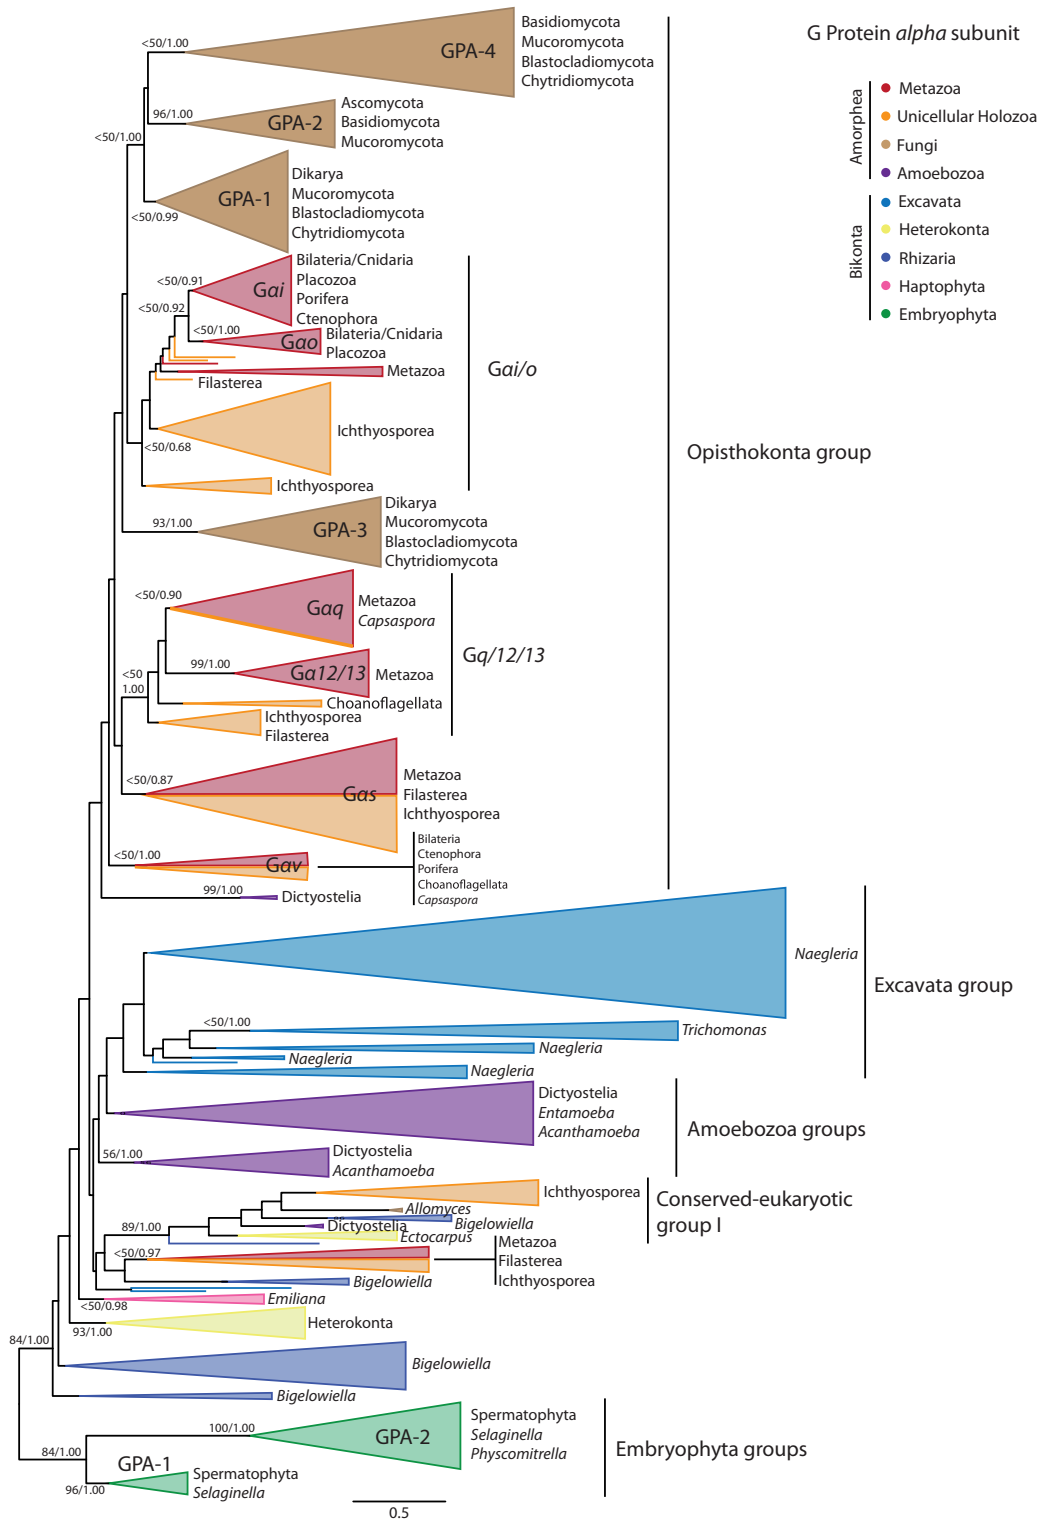 G Protein alpha subunit
Amorphea
Metazoa
Unicellular Holozoa
Fungi
Amoebozoa
Bikonta
Excavata
Heterokonta
Rhizaria
Haptophyta
Embryophyta
<50/1.00
GPA-4
Basidiomycota
Mucoromycota
Blastocladiomycota
Chytridiomycota
96/1.00
GPA-2
Ascomycota
Basidiomycota
Mucoromycota
<50/1.00
GPA-1
Dikarya
Mucoromycota
Blastocladiomycota
Chytridiomycota
<50/0.99
<50/0.91
Gαi
Bilateria/Cnidaria
Placozoa
Porifera
Ctenophora
<50/0.92
<50/1.00
Gαo
Bilateria/Cnidaria
Placozoa
Metazoa
Filasterea
Gαi/o
Ichthyosporea
<50/0.68
Ichthyosporea
Opisthokonta group
93/1.00
GPA-3
Dikarya
Mucoromycota
Blastocladiomycota
Chytridiomycota
<50/0.90
Gαq
Metazoa
Capsaspora
99/1.00
Gα12/13
Metazoa
Gq/12/13
<50
1.00
Choanoflagellata
Ichthyosporea
Filasterea
<50/0.87
Gαs
Metazoa
Filasterea
Ichthyosporea
<50/1.00
Gαv
Bilateria
Ctenophora
Porifera
Choanoflagellata
Capsaspora
99/1.00
Dictyostelia
Naegleria
Excavata group
<50/1.00
Trichomonas
Naegleria
Naegleria
Naegleria
Dictyostelia
Entamoeba
Acanthamoeba
Amoebozoa groups
56/1.00
Dictyostelia
Acanthamoeba
Ichthyosporea
Conserved-eukaryotic
group I
Allomyces
Bigelowiella
89/1.00
Dictyostelia
Ectocarpus
<50/0.97
Metazoa
Filasterea
Ichthyosporea
Bigelowiella
Emiliana
<50/0.98
Heterokonta
93/1.00
84/1.00
Bigelowiella
Bigelowiella
100/1.00
GPA-2
Spermatophyta
Selaginella
Physcomitrella
Embryophyta groups
84/1.00
GPA-1
Spermatophyta
Selaginella
96/1.00
0.5